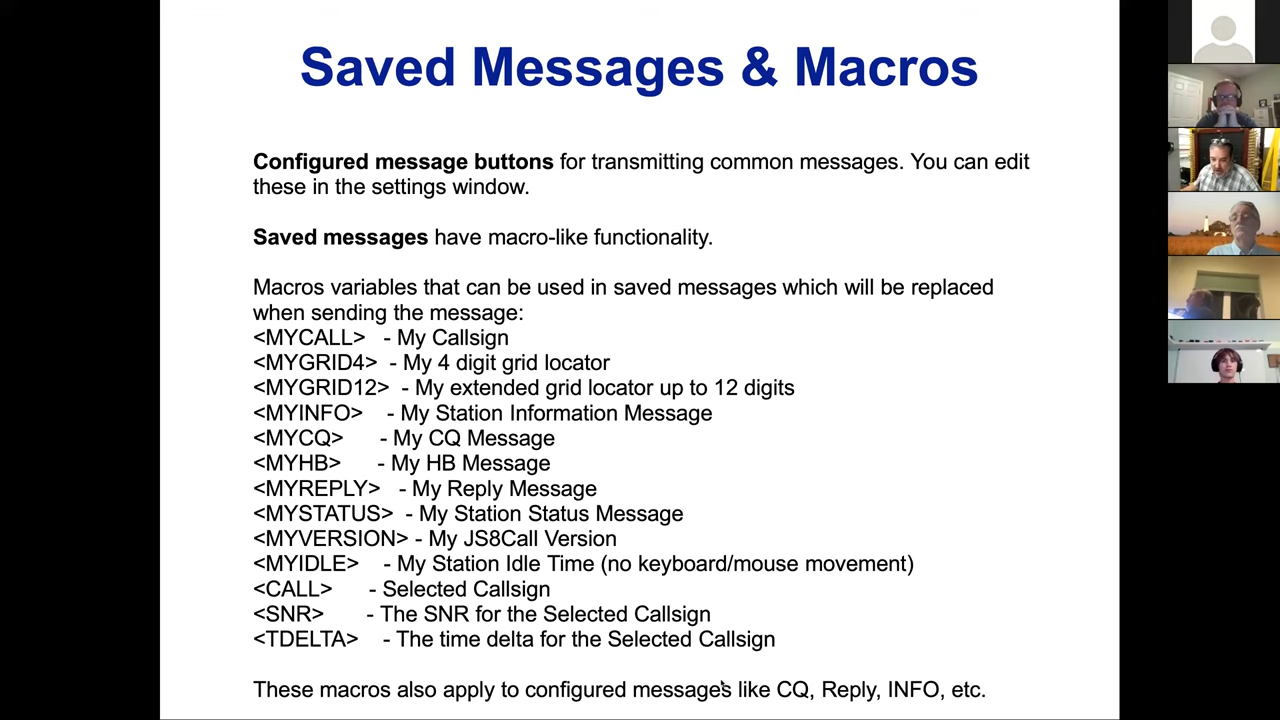 Saved Messages & Macros
Configured message buttons for transmitting common messages. You can edit
these in the settings window.
Saved messages have macro-like functionality.
Macros variables that can be used in saved messages which will be replaced
when sending the message:
<MYCALL> - My Callsign
<MYGRID4> - My 4 digit grid locator
<MYGRID12> - My extended grid locator up to 12 digits
<MYINFO> - My Station Information Message
<MYCQ> - My CQ Message
<MYHB> - My HB Message
<MYREPLY> - My Reply Message
<MYSTATUS> - My Station Status Message
<MYVERSION> - My JS8Call Version
<MYIDLE> - My Station Idle Time (no keyboard/mouse movement)
<CALL> - Selected Callsign
<SNR> - The SNR for the Selected Callsign
<TDELTA> - The time delta for the Selected Callsign
These macros also apply to configured messages like CQ, Reply, INFO, etc.